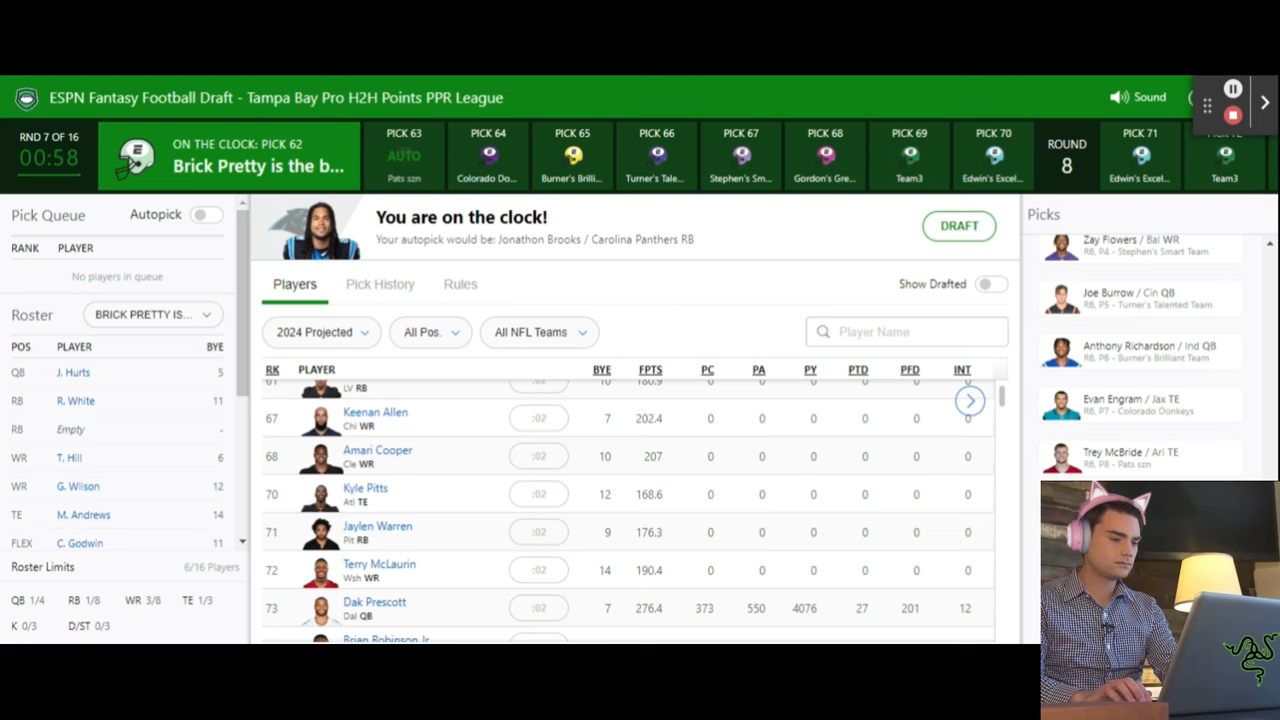 ESPN Fantasy Football Draft - Tampa Bay Pro H2H Points PPR League
Sound
RND 7 OF 16
00:58
ON THE CLOCK: PICK 62
Brick Pretty is the b...
PICK 63
AUTO
Pats szn
PICK 64
Colorado Do...
PICK 65
Burner's Brilli...
PICK 66
Turner's Tale...
PICK 67
Stephen's Sm...
PICK 68
Gordon's Gre...
PICK 69
Team3
PICK 70
Edwin's Excel...
ROUND
8
PICK 71
Edwin's Excel...
Team3
Pick Queue
Autopick
RANK PLAYER
No players in queue
Roster
BRICK PRETTY IS...
POS PLAYER BYE
QB J. Hurts 5
RB R. White 11
RB Empty -
WR T. Hill 6
WR G. Wilson 12
TE M. Andrews 14
FLEX C. Godwin 11
Roster Limits 6/16 Players
QB 1/4 RB 1/8 WR 3/8 TE 1/3
K 0/3 D/ST 0/3
You are on the clock!
Your autopick would be: Jonathon Brooks / Carolina Panthers RB
DRAFT
Players Pick History Rules
Show Drafted
2024 Projected All Pos. All NFL Teams
Player Name
RK PLAYER BYE FPTS PC PA PY PTD PFD INT
LV RB :02 10 180.9 0 0 0 0 0 0
67 Keenan Allen :02 7 202.4 0 0 0 0 0 0
Chi WR
68 Amari Cooper :02 10 207 0 0 0 0 0 0
Cle WR
70 Kyle Pitts :02 12 168.6 0 0 0 0 0 0
Atl TE
71 Jaylen Warren :02 9 176.3 0 0 0 0 0 0
Pit RB
72 Terry McLaurin :02 14 190.4 0 0 0 0 0 0
Wsh WR
73 Dak Prescott :02 7 276.4 373 550 4076 27 201 12
Dal QB
Brian Robinson Jr.
Picks
Zay Flowers / Bal WR
R6, P4 - Stephen's Smart Team
Joe Burrow / Cin QB
R6, P5 - Turner's Talented Team
Anthony Richardson / Ind QB
R6, P6 - Burner's Brilliant Team
Evan Engram / Jax TE
R6, P7 - Colorado Donkeys
Trey McBride / Ari TE
R6, P8 - Pats szn